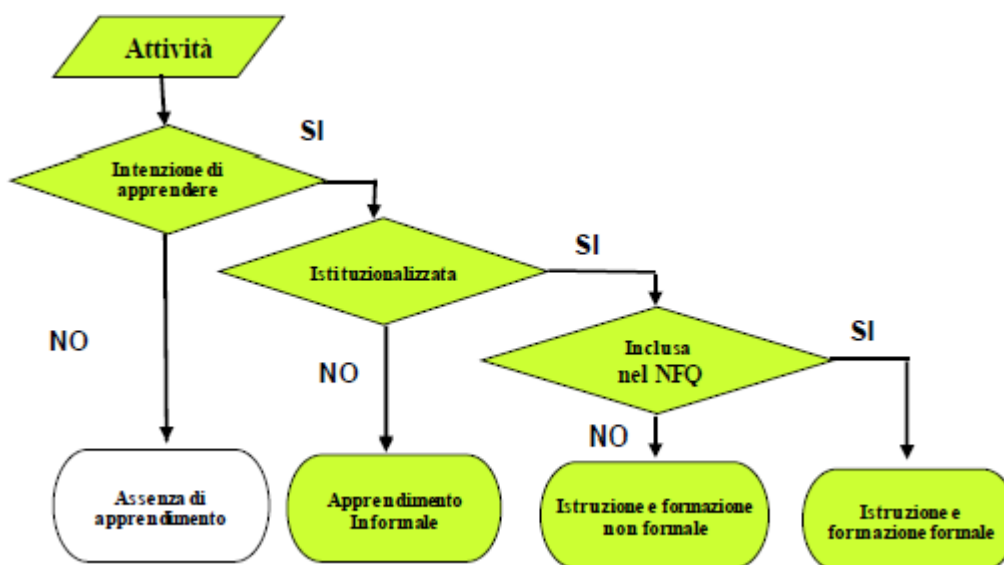 Attività
SI
Intenzione di
apprendere
SI
Istituzionalizzata
SI
Inclusa
nel NFQ
NO
NO
NO
Assenza di
apprendimento
Apprendimento
Informale
Istruzione e formazione
non formale
Istruzione e
formazione formale